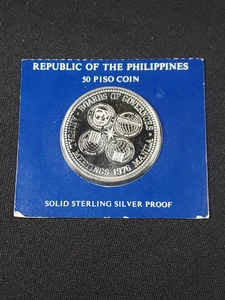 REPUBLIC OF THE PHILIPPINES
50 PISO COIN
BOARDS OF GOVERNORS
MEETINGS 1976 MANILA
SOLID STERLING SILVER PROOF